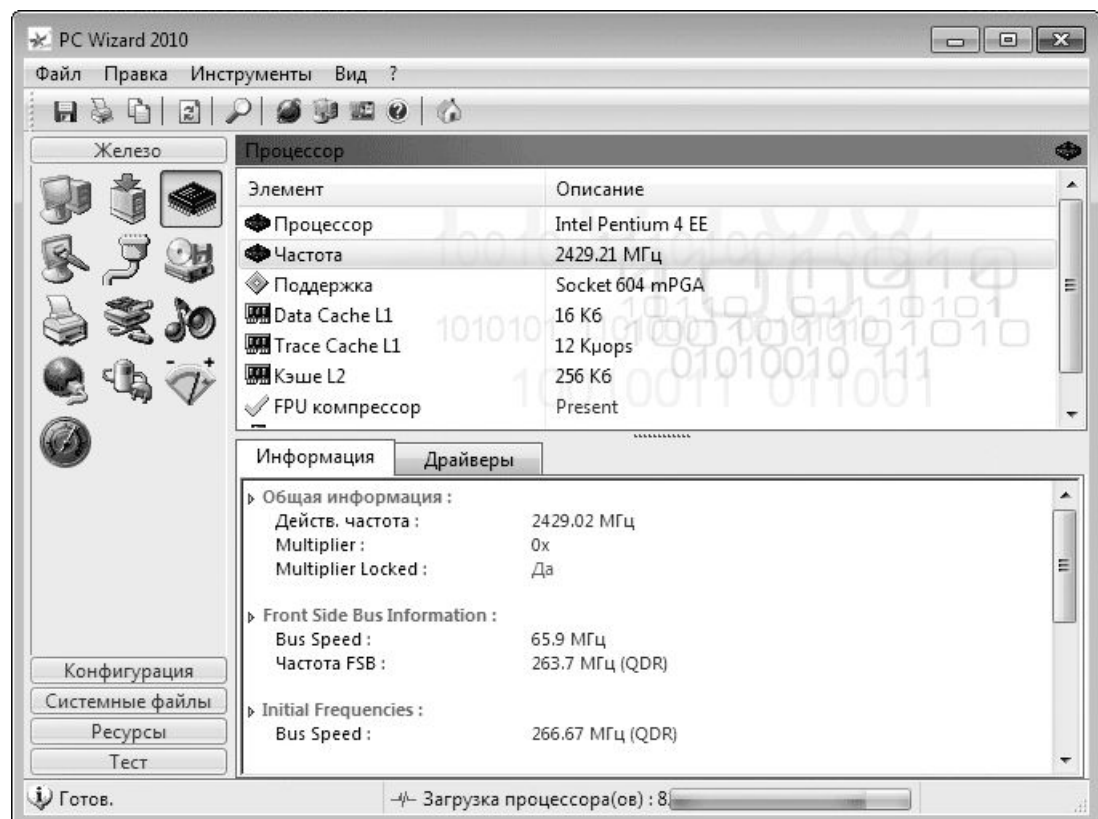 PC Wizard 2010
Файл Правка Инструменты Вид ?
Железо
Процессор
Элемент Описание
Процессор Intel Pentium 4 EE
Частота 2429.21 МГц
Поддержка Socket 604 mPGA
Data Cache L1 16 Кб
Trace Cache L1 12 Kµops
Кэше L2 256 Кб
FPU компрессор Present
Информация Драйверы
Общая информация :
Действ. частота : 2429.02 МГц
Multiplier : 0x
Multiplier Locked : Да
Front Side Bus Information :
Bus Speed : 65.9 МГц
Частота FSB : 263.7 МГц (QDR)
Initial Frequencies :
Bus Speed : 266.67 МГц (QDR)
Конфигурация
Системные файлы
Ресурсы
Тест
Готов.
Загрузка процессора(ов) : 8